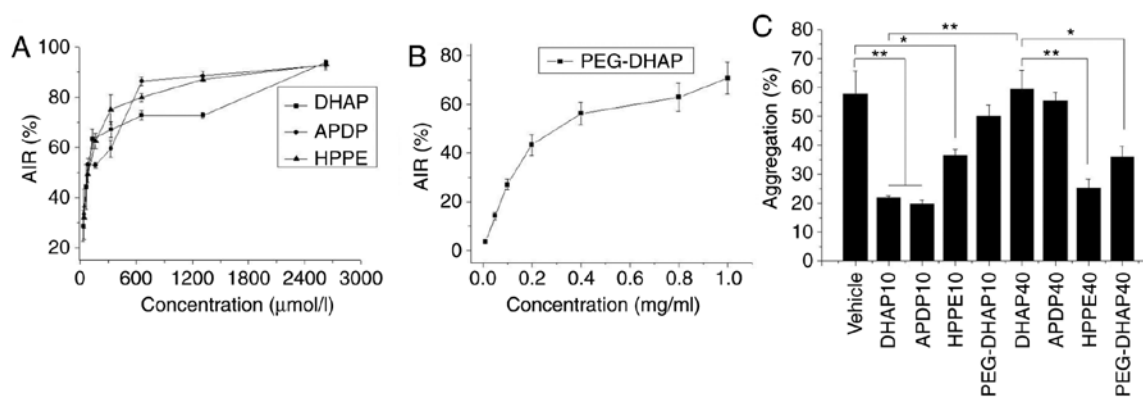 A
100
80
60
40
20
AIR (%)
DHAP
APDP
HPPE
0 600 1200 1800 2400 3000
Concentration (μmol/l)
B
80
60
40
20
0
AIR (%)
PEG-DHAP
0.0 0.2 0.4 0.6 0.8 1.0
Concentration (mg/ml)
C
80
70
60
50
40
30
20
10
0
Aggregation (%)
**
*
**
*
**
Vehicle
DHAP10
APDP10
HPPE10
PEG-DHAP10
DHAP40
APDP40
HPPE40
PEG-DHAP40